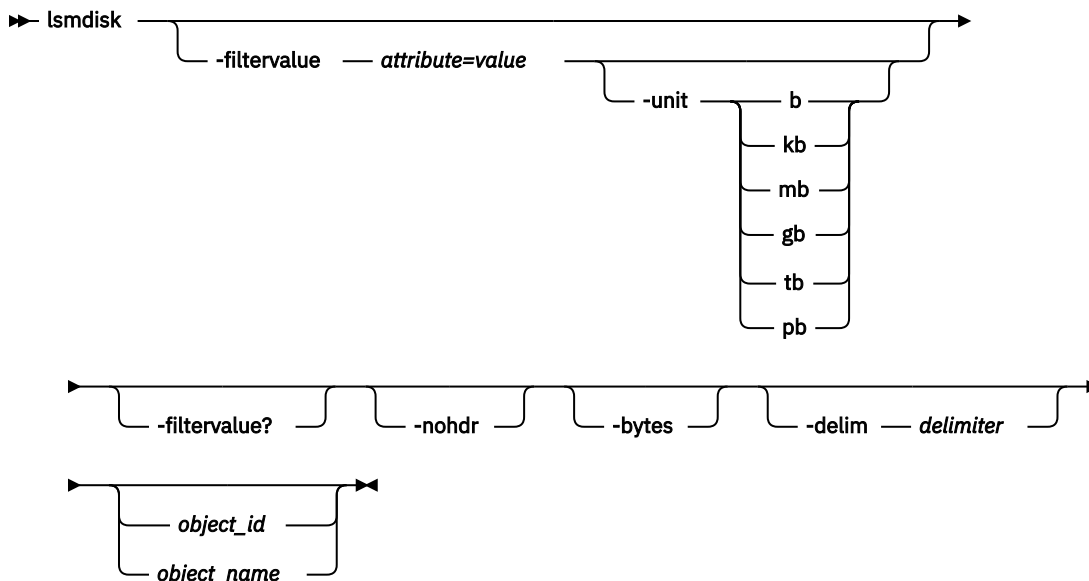 lsmdisk
-filtervalue attribute=value
-unit b
kb
mb
gb
tb
pb
-filtervalue? -nohdr -bytes -delim delimiter
object_id
object_name